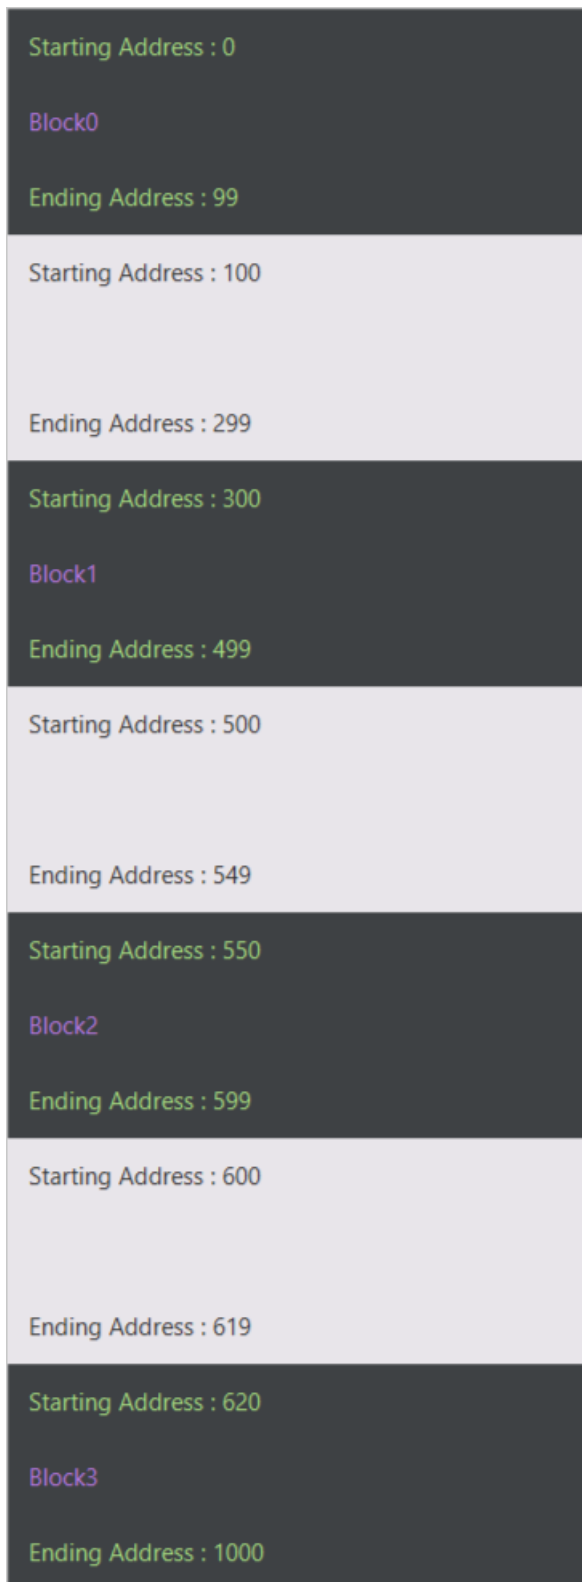 Starting Address : 0
Block0
Ending Address : 99
Starting Address : 100
Ending Address : 299
Starting Address : 300
Block1
Ending Address : 499
Starting Address : 500
Ending Address : 549
Starting Address : 550
Block2
Ending Address : 599
Starting Address : 600
Ending Address : 619
Starting Address : 620
Block3
Ending Address : 1000